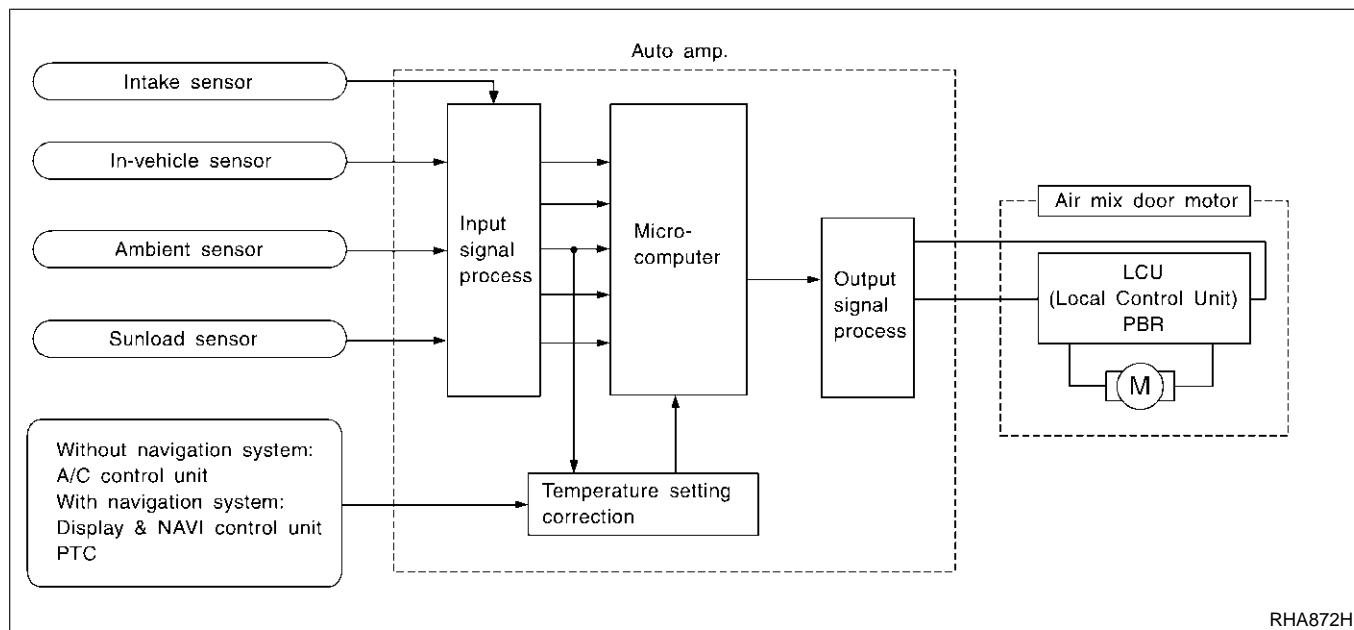 Auto amp.
Intake sensor
In-vehicle sensor
Ambient sensor
Sunload sensor
Input
signal
process
Micro-
computer
Output
signal
process
Air mix door motor
LCU
(Local Control Unit)
PBR
M
Without navigation system:
A/C control unit
With navigation system:
Display & NAVI control unit
PTC
Temperature setting
correction
RHA872H